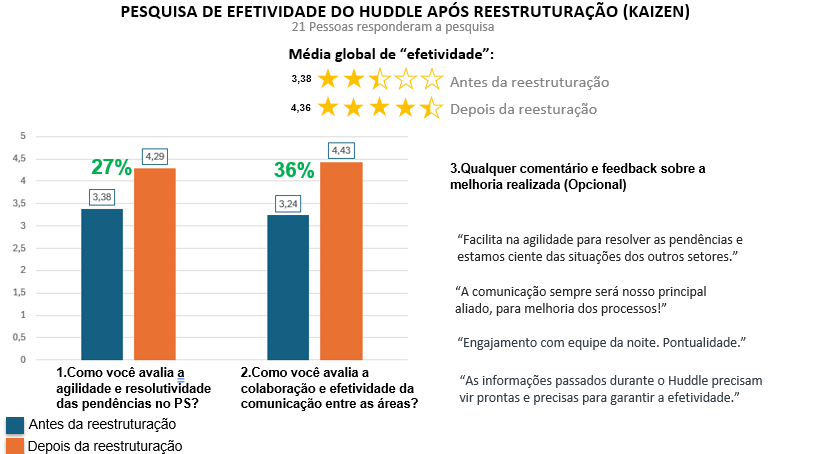 PESQUISA DE EFETIVIDADE DO HUDDLE APÓS REESTRUTURAÇÃO (KAIZEN)
21 Pessoas responderam a pesquisa
Média global de “efetividade”:
3,38
Antes da reestruturação
4,36
Depois da resturação
5
4,5
4
3,5
3
2,5
2
1,5
1
0,5
0
27%
4,29
3,38
36%
4,43
3,24
1.Como você avalia a
agilidade e resolutividade
das pendências no PS?
2.Como você avalia a
colaboração e efetividade da
comunicação entre as áreas?
Antes da reestruturação
Depois da reestruturação
3.Qualquer comentário e feedback sobre a
melhoria realizada (Opcional)
“Facilita na agilidade para resolver as pendências e
estamos ciente das situações dos outros setores.”
“A comunicação sempre será nosso principal
aliado, para melhoria dos processos!”
“Engajamento com equipe da noite. Pontualidade.”
“As informações passados durante o Huddle precisam
vir prontas e precisas para garantir a efetividade.”